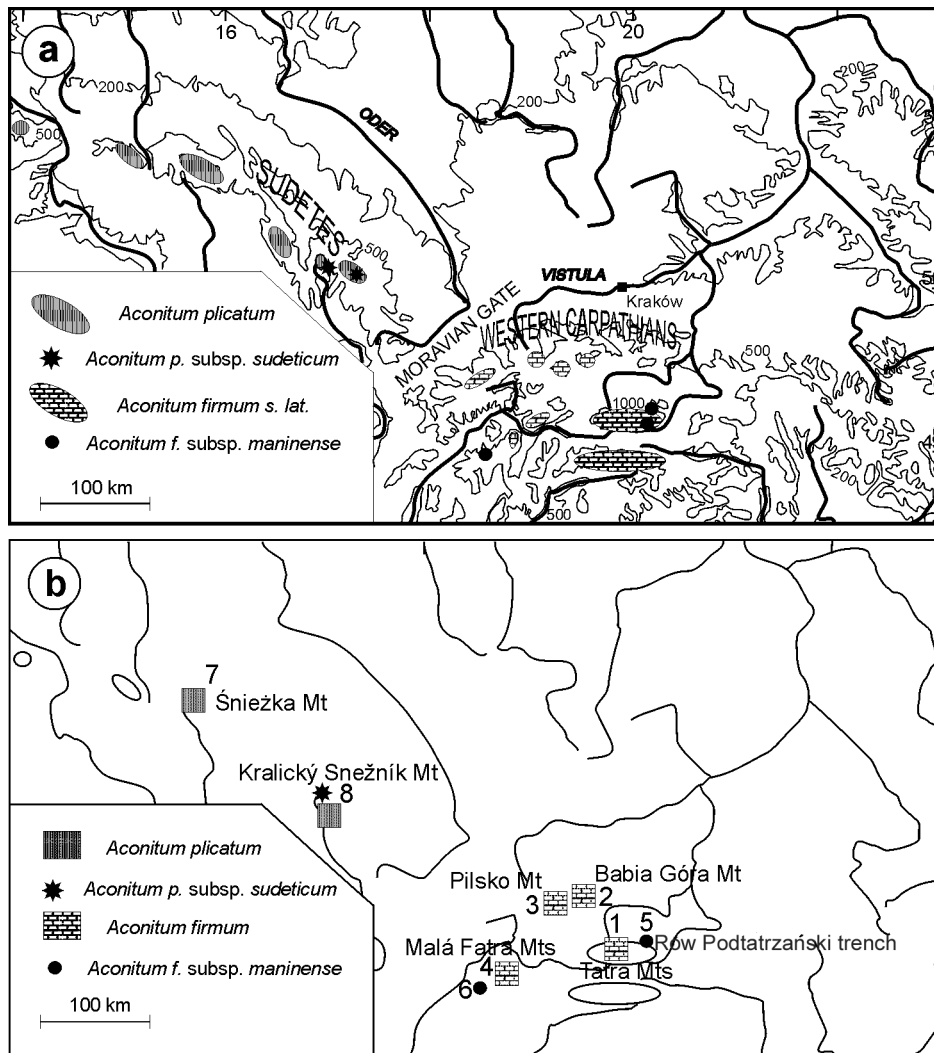 a
16
20
200
200
200
500
ODER
SUDETES
500
VISTULA
Kraków
MORAVIAN GATE
WESTERN CARPATHIANS
500
1000
500
Aconitum plicatum
Aconitum p. subsp. sudeticum
Aconitum firmum s. lat.
Aconitum f. subsp. maninense
100 km
b
7
Śnieżka Mt
Kralický Snežník Mt
8
Aconitum plicatum
Aconitum p. subsp. sudeticum
Aconitum firmum
Aconitum f. subsp. maninense
100 km
Pilsko Mt
Babia Góra Mt
3
2
1
5
Rów Podtatrzański trench
Malá Fatra Mts
4
Tatra Mts
6